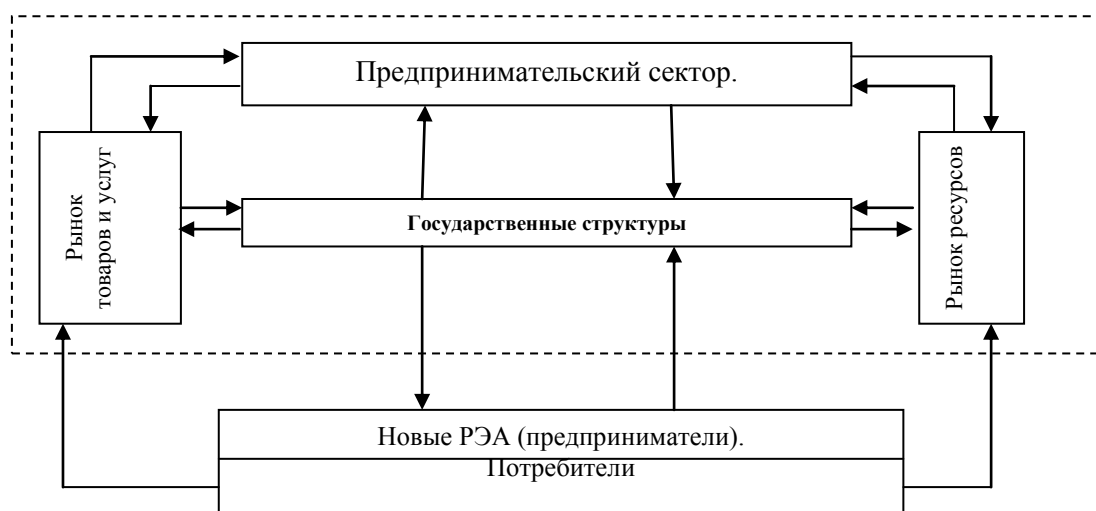 Предпринимательский сектор.
Рынок
товаров и услуг
Государственные структуры
Рынок ресурсов
Новые РЭА (предприниматели).
Потребители